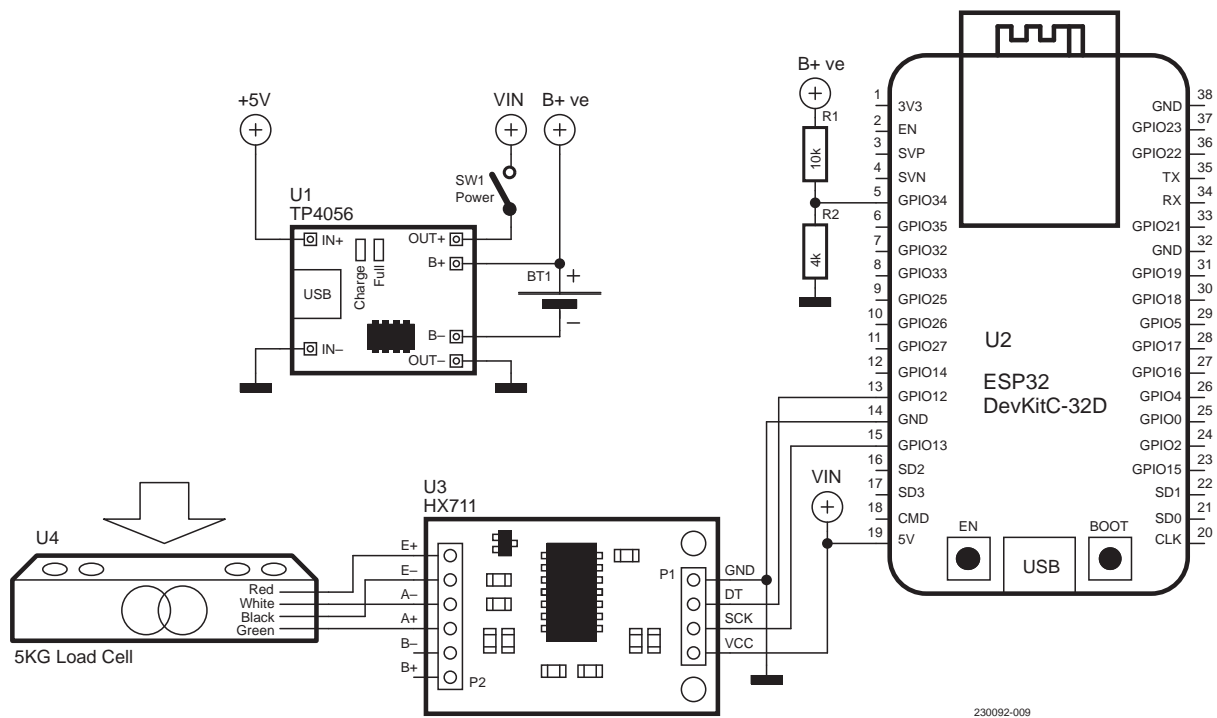 +5V
VIN
B+ ve
SW1
Power
U1
TP4056
IN+
OUT+
B+
Charge
Full
USB
BT1
+
–
B–
IN–
OUT–
B+ ve
R1
10k
R2
4k
1 3V3
2 EN
3 SVP
4 SVN
5 GPIO34
6 GPIO35
7 GPIO32
8 GPIO33
9 GPIO25
10 GPIO26
11 GPIO27
12 GPIO14
13 GPIO12
14 GND
15 GPIO13
16 SD2
17 SD3
18 CMD
19 5V
GND 38
GPIO23 37
GPIO22 36
TX 35
RX 34
GPIO21 33
GND 32
GPIO19 31
GPIO18 30
GPIO5 29
GPIO17 28
GPIO16 27
GPIO4 26
GPIO0 25
GPIO2 24
GPIO15 23
SD1 22
SD0 21
CLK 20
U2
ESP32
DevKitC-32D
EN
USB
BOOT
VIN
U4
Red
White
Black
Green
5KG Load Cell
U3
HX711
E+
E–
A–
A+
B–
B+
P2
P1
GND
DT
SCK
VCC
230092-009